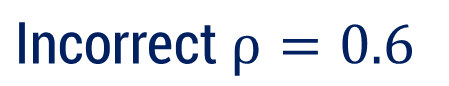 Incorrect ρ = 0.6